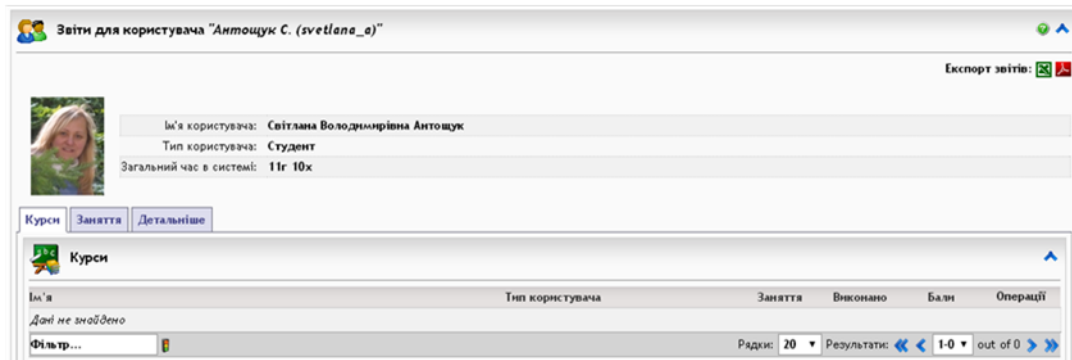 Звіти для користувача "Антощук С. (svetlana_a)"
Експорт звітів:
Ім'я користувача: Світлана Володимирівна Антощук
Тип користувача: Студент
Загальний час в системі: 11г 10х
Курси Заняття Детальніше
Курси
Ім'я Тип користувача Заняття Виконано Бали Операції
Дані не знайдено
Фільтр... Рядки: 20 Результати: 1-0 out of 0